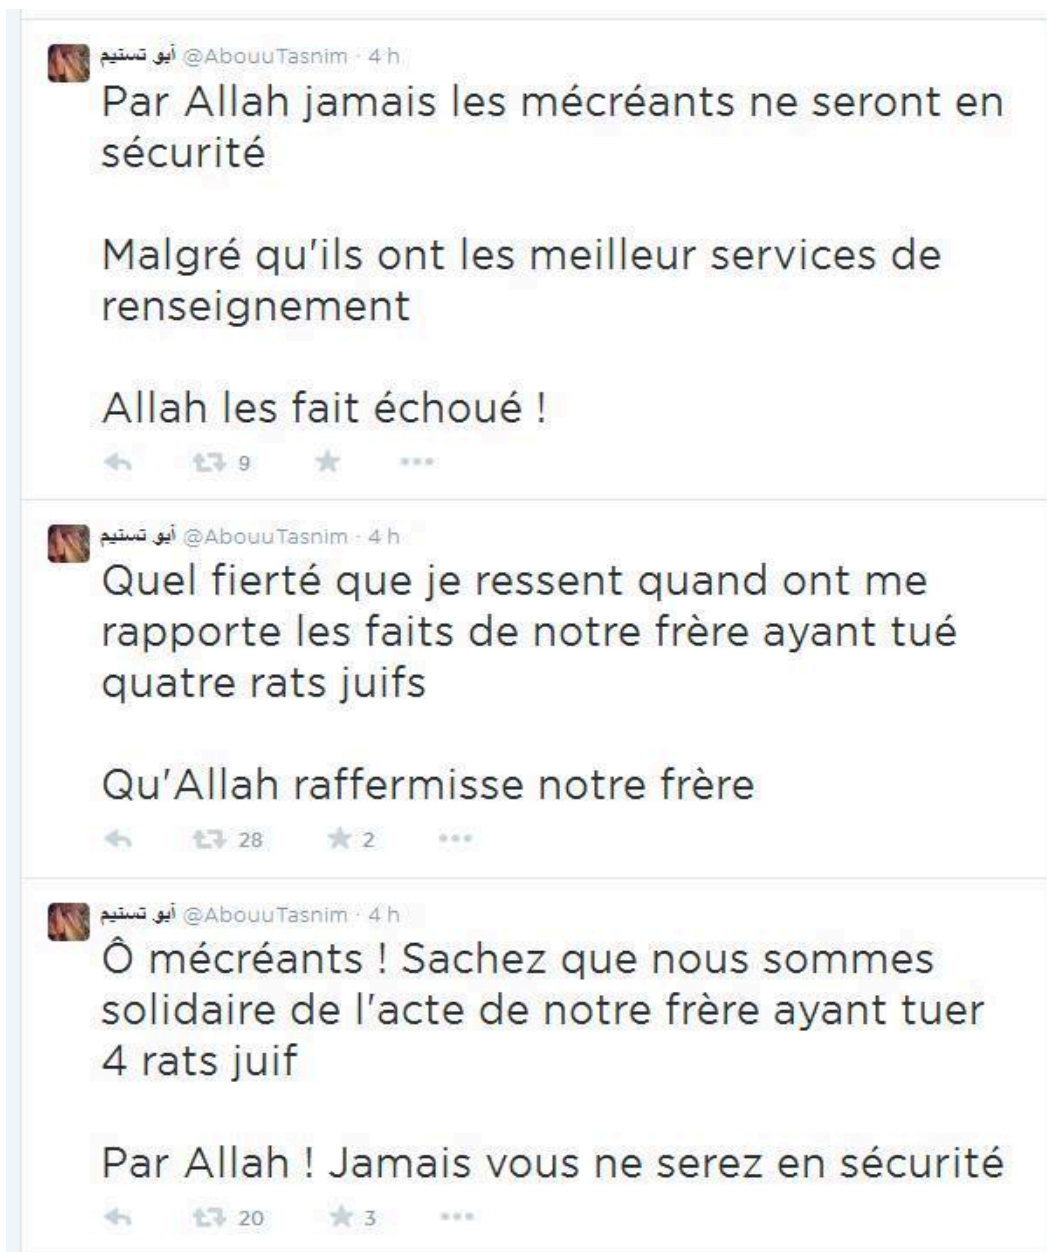 أبو تسنيم @AbouuTasnim · 4 h
Par Allah jamais les mécréants ne seront en
sécurité
Malgré qu'ils ont les meilleur services de
renseignement
Allah les fait échoué !
9
أبو تسنيم @AbouuTasnim · 4 h
Quel fierté que je ressent quand ont me
rapporte les faits de notre frère ayant tué
quatre rats juifs
Qu'Allah raffermisse notre frère
28 2
أبو تسنيم @AbouuTasnim · 4 h
Ô mécréants ! Sachez que nous sommes
solidaire de l'acte de notre frère ayant tuer
4 rats juif
Par Allah ! Jamais vous ne serez en sécurité
20 3